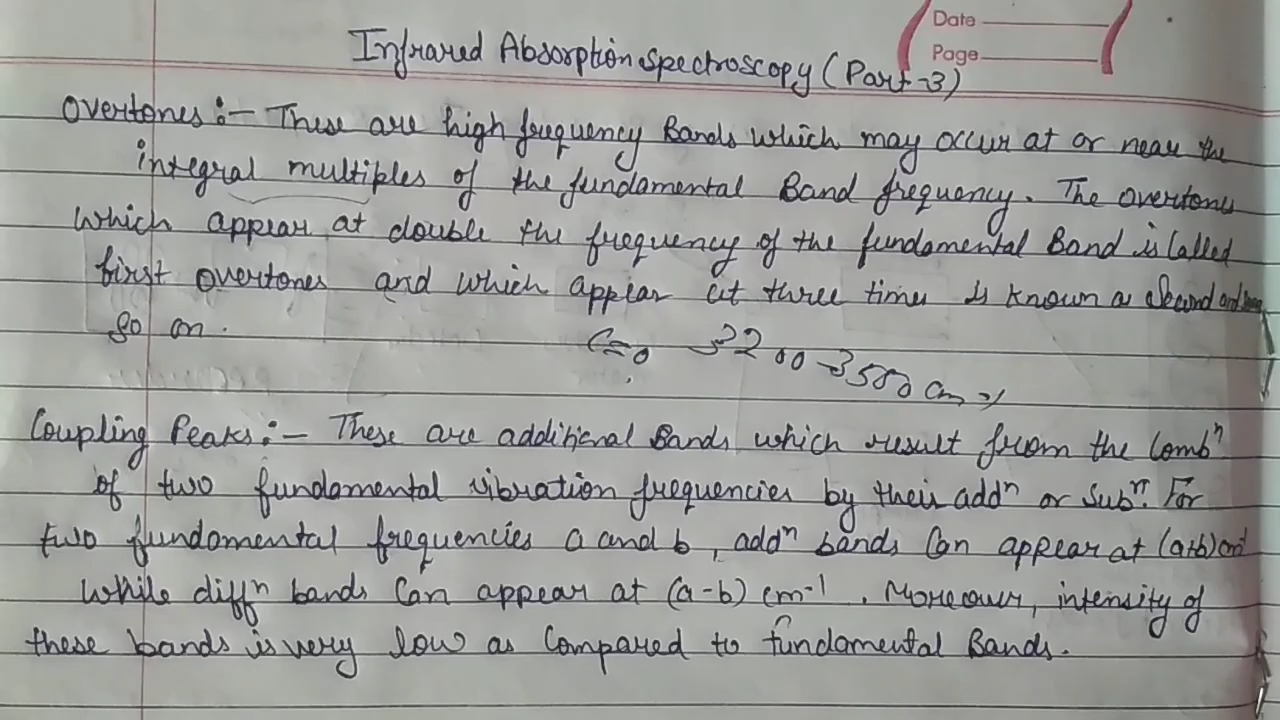 Date
Page
Infrared Absorption Spectroscopy (Part-3)
Overtones :- These are high frequency Bands which may occur at or near the
integral multiples of the fundamental Band frequency. The overtones
which appear at double the frequency of the fundamental Band is Called
first overtones and which appear at three times is known a Second and
So on.
C=O 3200-3500 cm-1
Coupling Peaks :- These are additional Bands which result from the Combⁿ
of two fundamental vibration frequencies by their addⁿ or Subⁿ. For
two fundamental frequencies a and b, addⁿ bands Can appear at (a+b) cm-1
While diffⁿ bands Can appear at (a-b) cm-1. Moreover, intensity of
these bands is very low as Compared to fundamental Bands.